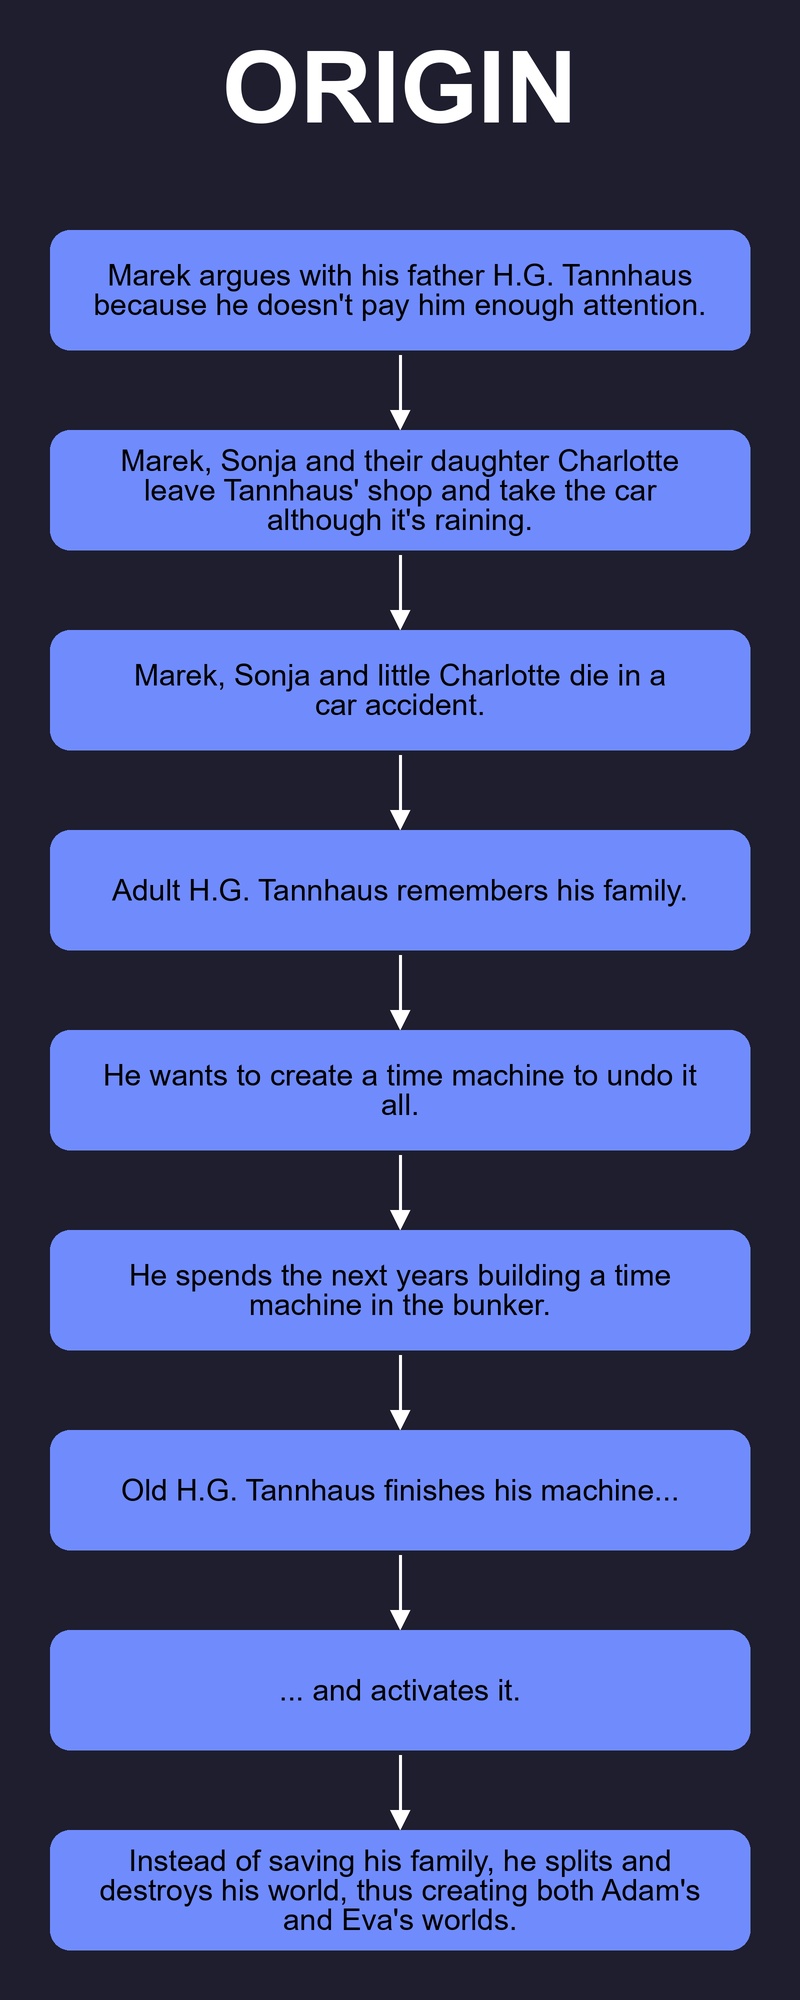 ORIGIN
Marek argues with his father H.G. Tannhaus
because he doesn't pay him enough attention.
Marek, Sonja and their daughter Charlotte
leave Tannhaus' shop and take the car
although it's raining.
Marek, Sonja and little Charlotte die in a
car accident.
Adult H.G. Tannhaus remembers his family.
He wants to create a time machine to undo it
all.
He spends the next years building a time
machine in the bunker.
Old H.G. Tannhaus finishes his machine...
... and activates it.
Instead of saving his family, he splits and
destroys his world, thus creating both Adam's
and Eva's worlds.